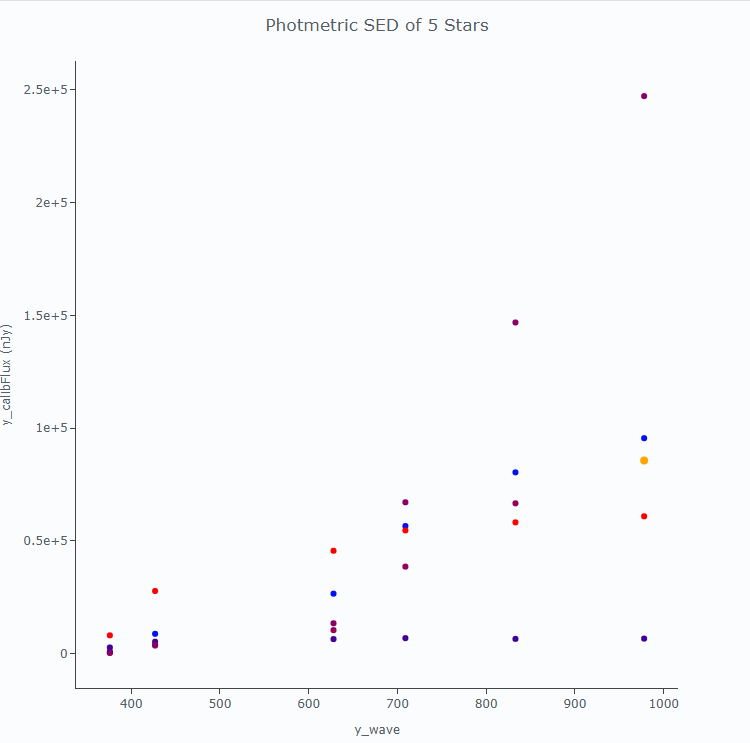 Photmetric SED of 5 Stars
2.5e+5
2e+5
1.5e+5
1e+5
0.5e+5
0
y_calibFlux (nJy)
400 500 600 700 800 900 1000
y_wave